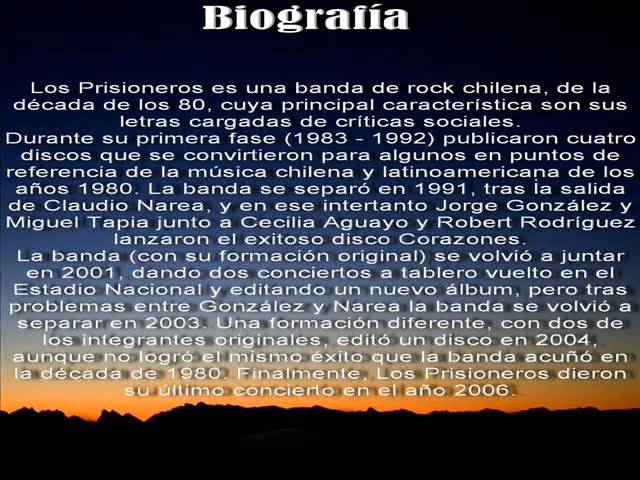 Biografía
Los Prisioneros es una banda de rock chilena, de la
década de los 80, cuya principal característica son sus
letras cargadas de críticas sociales.
Durante su primera fase (1983 - 1992) publicaron cuatro
discos que se convirtieron para algunos en puntos de
referencia de la música chilena y latinoamericana de los
años 1980. La banda se separó en 1991, tras la salida
de Claudio Narea, y en ese intertanto Jorge González y
Miguel Tapia junto a Cecilia Aguayo y Robert Rodríguez
lanzaron el exitoso disco Corazones.
La banda (con su formación original) se volvió a juntar
en 2001, dando dos conciertos a tablero vuelto en el
Estadio Nacional y editando un nuevo álbum, pero tras
problemas entre González y Narea la banda se volvió a
separar en 2003. Una formación diferente, con dos de
los integrantes originales, editó un disco en 2004,
aunque no logró el mismo éxito que la banda acuñó en
la década de 1980. Finalmente, Los Prisioneros dieron
su último concierto en el año 2006.